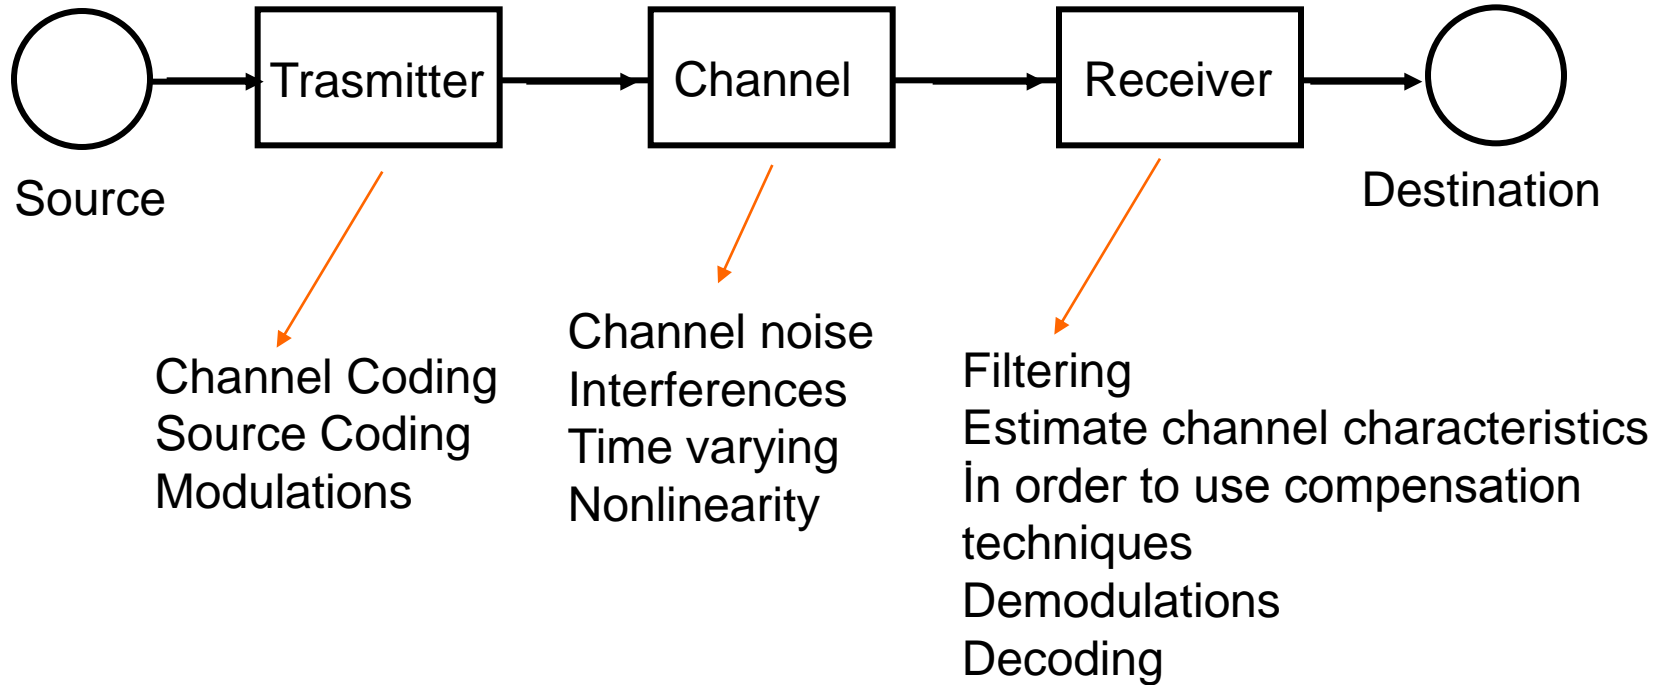 Trasmitter
Channel
Receiver
Source
Destination
Channel Coding
Source Coding
Modulations
Channel noise
Interferences
Time varying
Nonlinearity
Filtering
Estimate channel characteristics
İn order to use compensation
techniques
Demodulations
Decoding